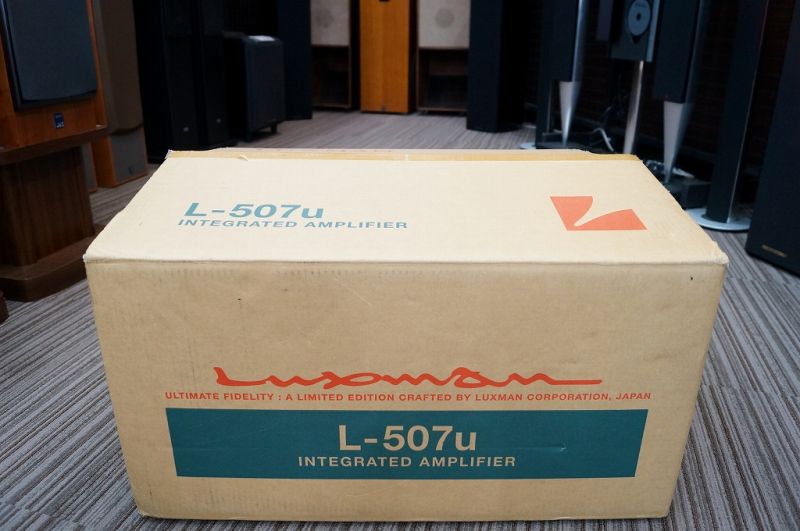 L-507u
INTEGRATED AMPLIFIER
Luxman
ULTIMATE FIDELITY : A LIMITED EDITION CRAFTED BY LUXMAN CORPORATION, JAPAN
L-507u
INTEGRATED AMPLIFIER